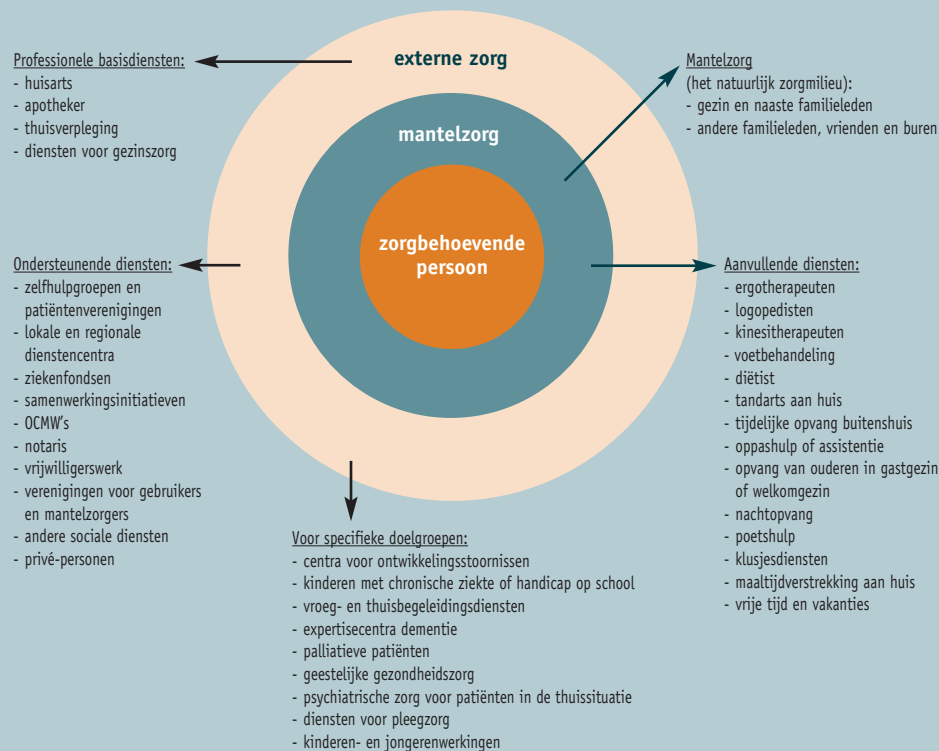 externe zorg
mantelzorg
zorgbehoevende
persoon
Professionele basisdiensten:
- huisarts
- apotheker
- thuisverpleging
- diensten voor gezinszorg
Mantelzorg
(het natuurlijk zorgmilieu):
- gezin en naaste familieleden
- andere familieleden, vrienden en buren
Ondersteunende diensten:
- zelfhulpgroepen en
patiëntenverenigingen
- lokale en regionale
dienstencentra
- ziekenfondsen
- samenwerkingsinitiatieven
- OCMW's
- notaris
- vrijwilligerswerk
- verenigingen voor gebruikers
en mantelzorgers
- andere sociale diensten
- privé-personen
Aanvullende diensten:
- ergotherapeuten
- logopedisten
- kinesitherapeuten
- voetbehandeling
- diëtist
- tandarts aan huis
- tijdelijke opvang buitenshuis
- oppashulp of assistentie
- opvang van ouderen in gastgezin
of welkomgezin
- nachtopvang
- poetshulp
- klusjesdiensten
- maaltijdverstrekking aan huis
- vrije tijd en vakanties
Voor specifieke doelgroepen:
- centra voor ontwikkelingsstoornissen
- kinderen met chronische ziekte of handicap op school
- vroeg- en thuisbegeleidingsdiensten
- expertisecentra dementie
- palliatieve patiënten
- geestelijke gezondheidszorg
- psychiatrische zorg voor patiënten in de thuissituatie
- diensten voor pleegzorg
- kinderen- en jongerenwerkingen